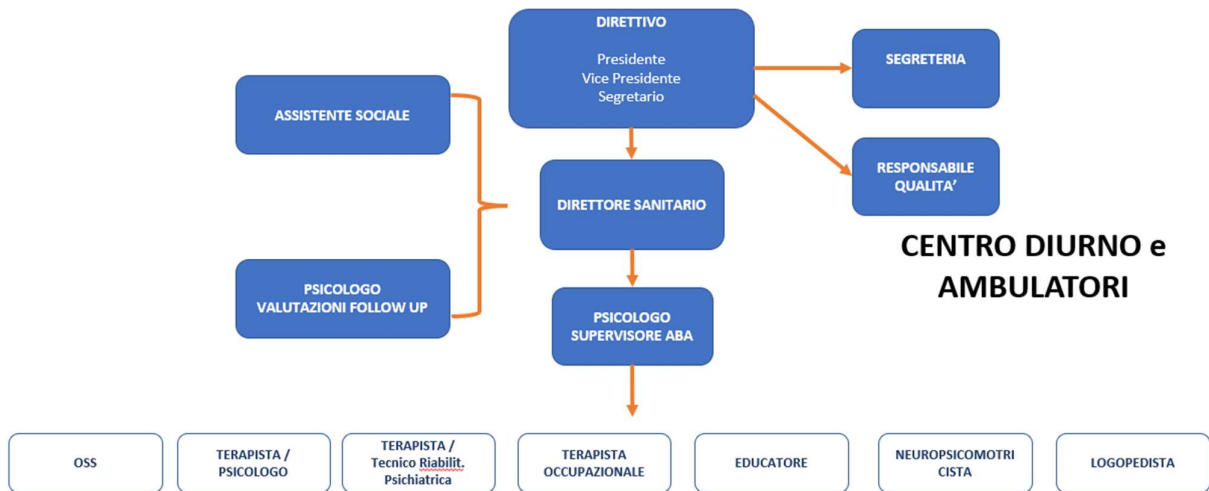 DIRETTIVO
Presidente
Vice Presidente
Segretario
SEGRETERIA
ASSISTENTE SOCIALE
RESPONSABILE
QUALITA’
DIRETTORE SANITARIO
CENTRO DIURNO e
AMBULATORI
PSICOLOGO
VALUTAZIONI FOLLOW UP
PSICOLOGO
SUPERVISORE ABA
OSS
TERAPISTA /
PSICOLOGO
TERAPISTA /
Tecnico Riabilit.
Psichiatrica
TERAPISTA
OCCUPAZIONALE
EDUCATORE
NEUROPSICOMOTRI
CISTA
LOGOPEDISTA